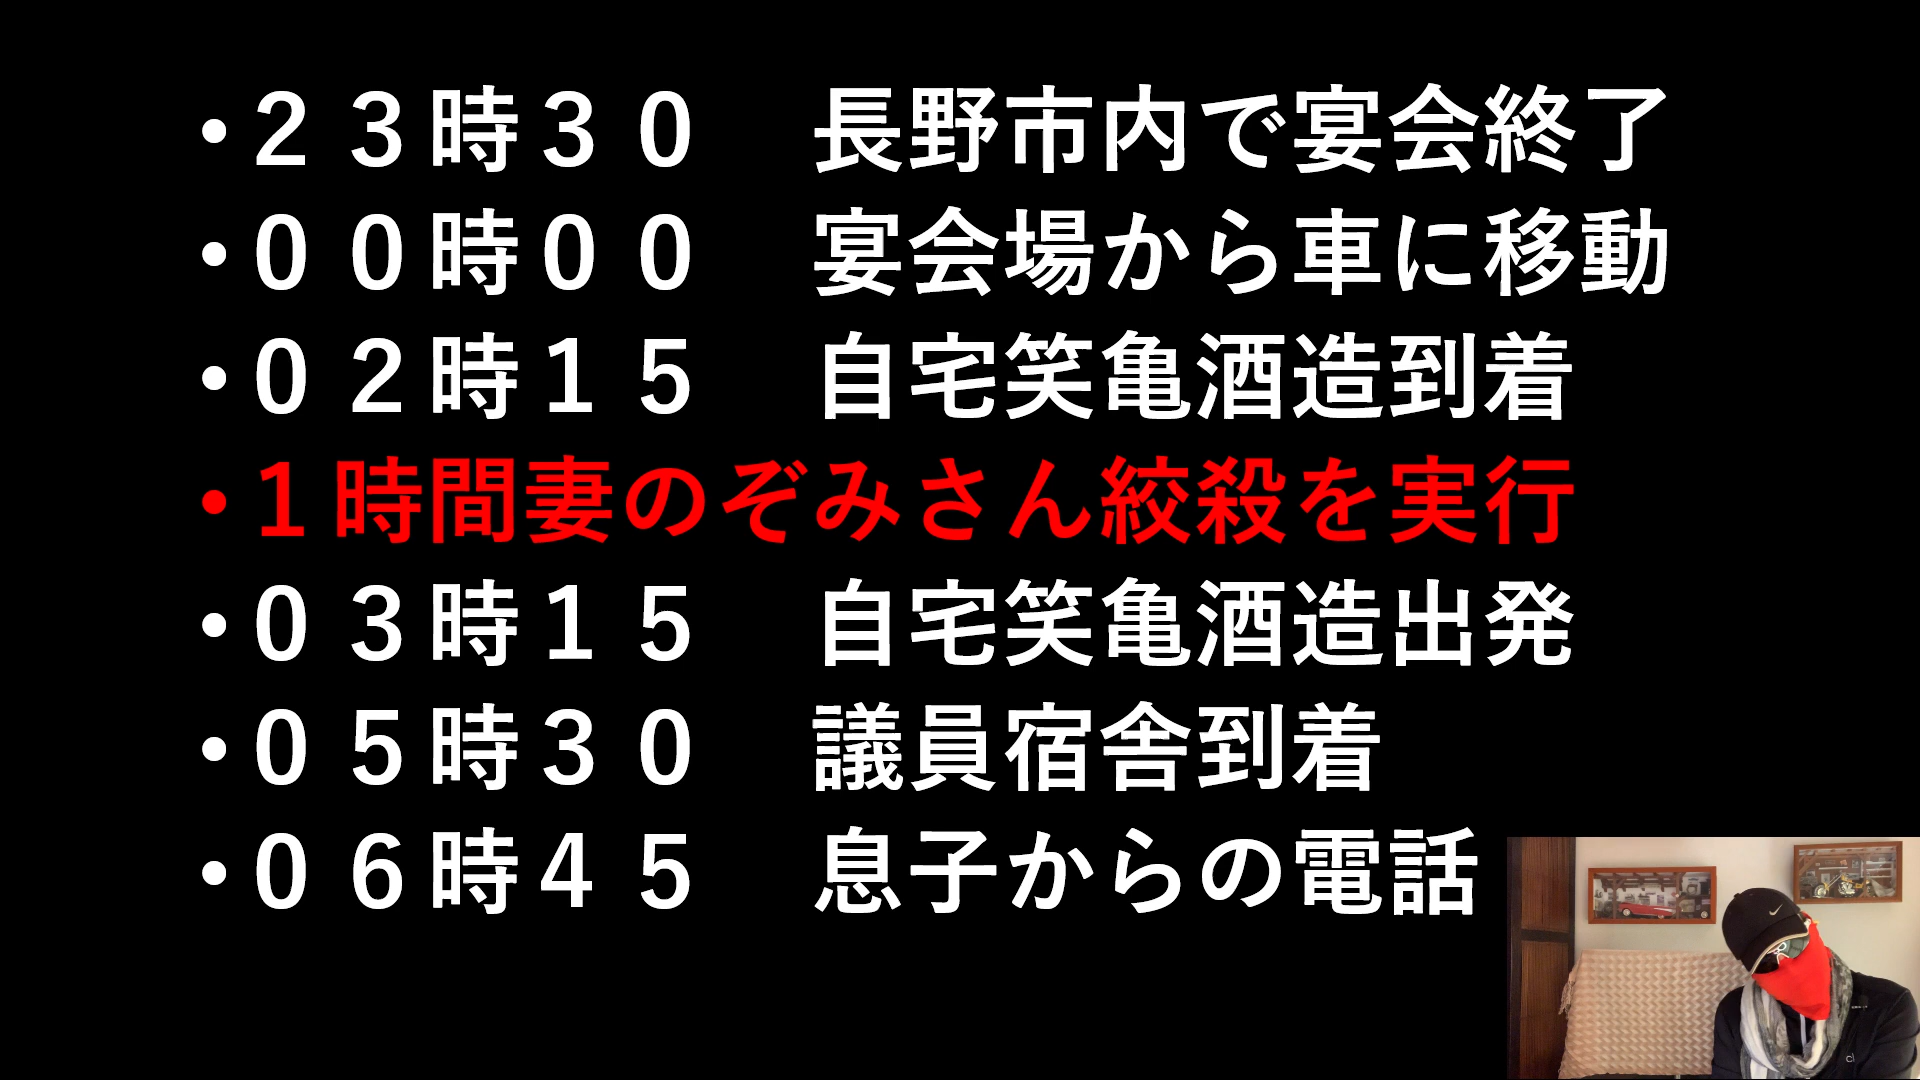 ・２３時３０　長野市内で宴会終了
・００時００　宴会場から車に移動
・０２時１５　自宅笑亀酒造到着
・１時間妻のぞみさん絞殺を実行
・０３時１５　自宅笑亀酒造出発
・０５時３０　議員宿舎到着
・０６時４５　息子からの電話